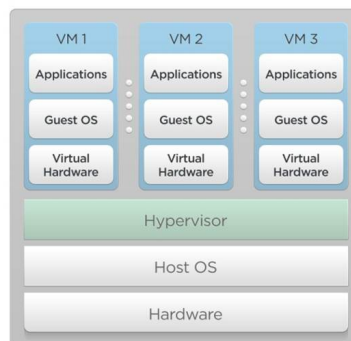 VM 1
Applications
Guest OS
Virtual
Hardware
VM 2
Applications
Guest OS
Virtual
Hardware
VM 3
Applications
Guest OS
Virtual
Hardware
Hypervisor
Host OS
Hardware